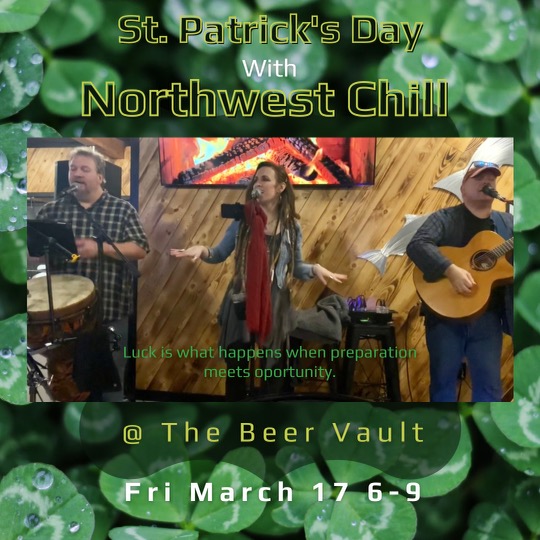 St. Patrick's Day
With
Northwest Chill
Luck is what happens when preparation
meets oportunity.
@ The Beer Vault
Fri March 17 6-9